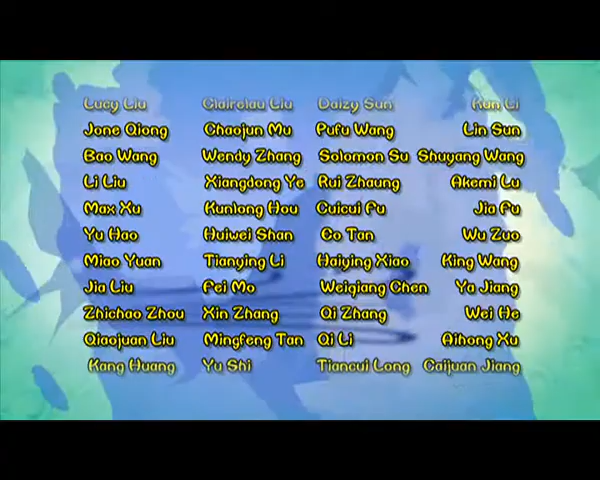 Lucy Liu Clairelau Liu Daizy Sun Kun Li
Jone Qiong Chaojun Mu Pufu Wang Lin Sun
Bao Wang Wendy Zhang Solomon Su Shuyang Wang
Li Liu Xiangdong Ye Rui Zhaung Akemi Lu
Max Xu Kunlong Hou Cuicui Fu Jia Fu
Yu Hao Huiwei Shan Bo Tan Wu Zuo
Miao Yuan Tianying Li Haiying Xiao King Wang
Jia Liu Fei Mo Weiqiang Chen Ya Jiang
Zhichao Zhou Xin Zhang Qi Zhang Wei He
Qiaojuan Liu Mingfeng Tan Qi Li Aihong Xu
Kang Huang Yu Shi Tiancui Long Caijuan Jiang